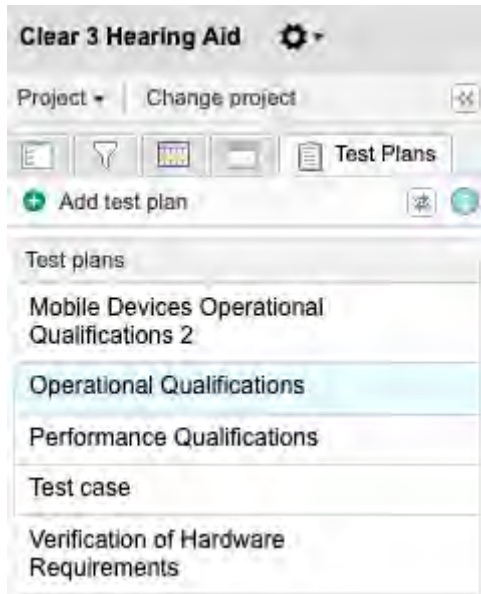 Clear 3 Hearing Aid
Project
Change project
Test Plans
Add test plan
Test plans
Mobile Devices Operational
Qualifications 2
Operational Qualifications
Performance Qualifications
Test case
Verification of Hardware
Requirements